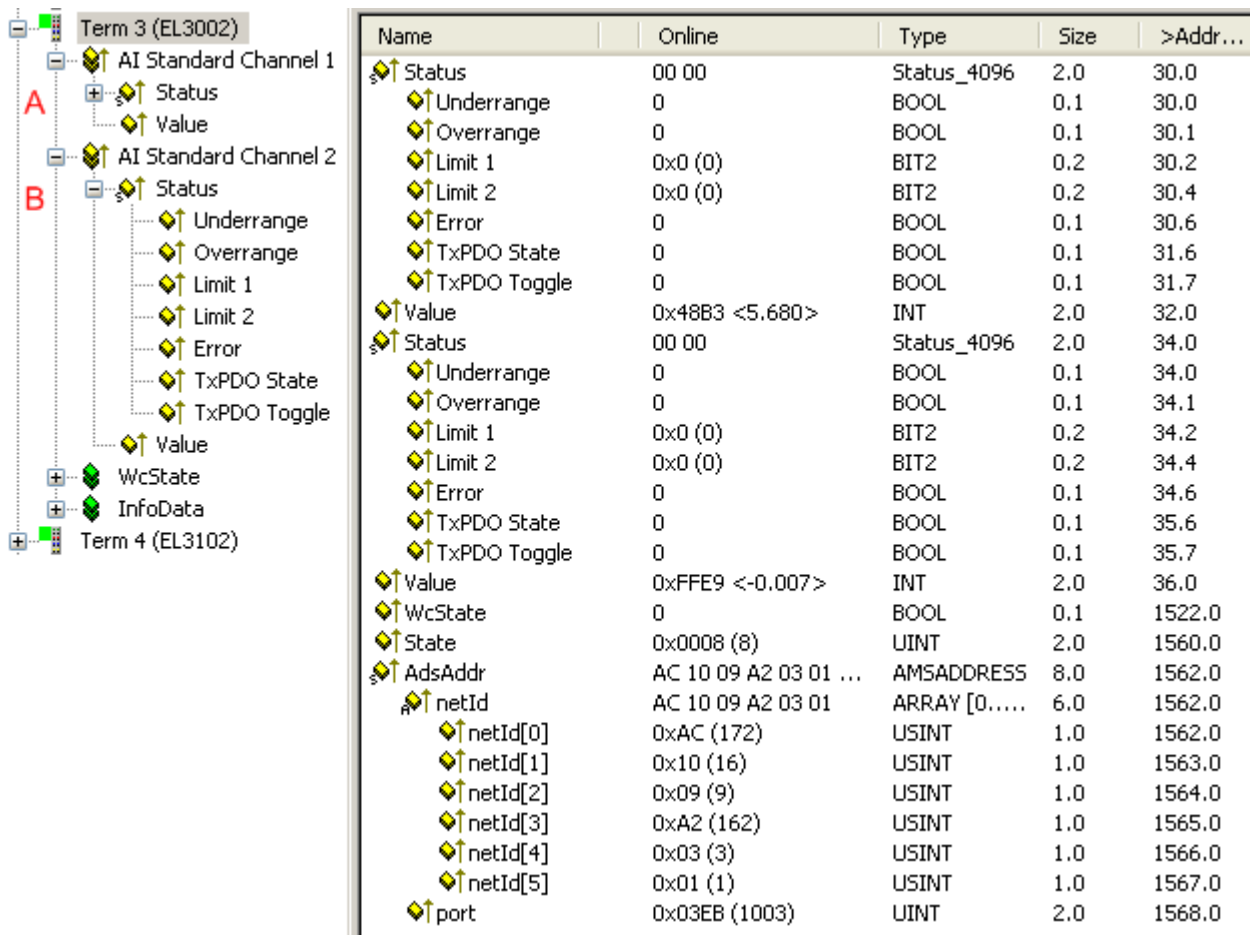 Term 3 (EL3002)
AI Standard Channel 1
A
Status
Value
AI Standard Channel 2
B
Status
Underrange
Overrange
Limit 1
Limit 2
Error
TxPDO State
TxPDO Toggle
Value
WcState
InfoData
Term 4 (EL3102)
Name Online Type Size >Addr...
Status 00 00 Status_4096 2.0 30.0
Underrange 0 BOOL 0.1 30.0
Overrange 0 BOOL 0.1 30.1
Limit 1 0x0 (0) BIT2 0.2 30.2
Limit 2 0x0 (0) BIT2 0.2 30.4
Error 0 BOOL 0.1 30.6
TxPDO State 0 BOOL 0.1 31.6
TxPDO Toggle 0 BOOL 0.1 31.7
Value 0x48B3 <5.680> INT 2.0 32.0
Status 00 00 Status_4096 2.0 34.0
Underrange 0 BOOL 0.1 34.0
Overrange 0 BOOL 0.1 34.1
Limit 1 0x0 (0) BIT2 0.2 34.2
Limit 2 0x0 (0) BIT2 0.2 34.4
Error 0 BOOL 0.1 34.6
TxPDO State 0 BOOL 0.1 35.6
TxPDO Toggle 0 BOOL 0.1 35.7
Value 0xFFE9 <-0.007> INT 2.0 36.0
WcState 0 BOOL 0.1 1522.0
State 0x0008 (8) UINT 2.0 1560.0
AdsAddr AC 10 09 A2 03 01 ... AMSADDRESS 8.0 1562.0
netId AC 10 09 A2 03 01 ARRAY [0..... 6.0 1562.0
netId[0] 0xAC (172) USINT 1.0 1562.0
netId[1] 0x10 (16) USINT 1.0 1563.0
netId[2] 0x09 (9) USINT 1.0 1564.0
netId[3] 0xA2 (162) USINT 1.0 1565.0
netId[4] 0x03 (3) USINT 1.0 1566.0
netId[5] 0x01 (1) USINT 1.0 1567.0
port 0x03EB (1003) UINT 2.0 1568.0